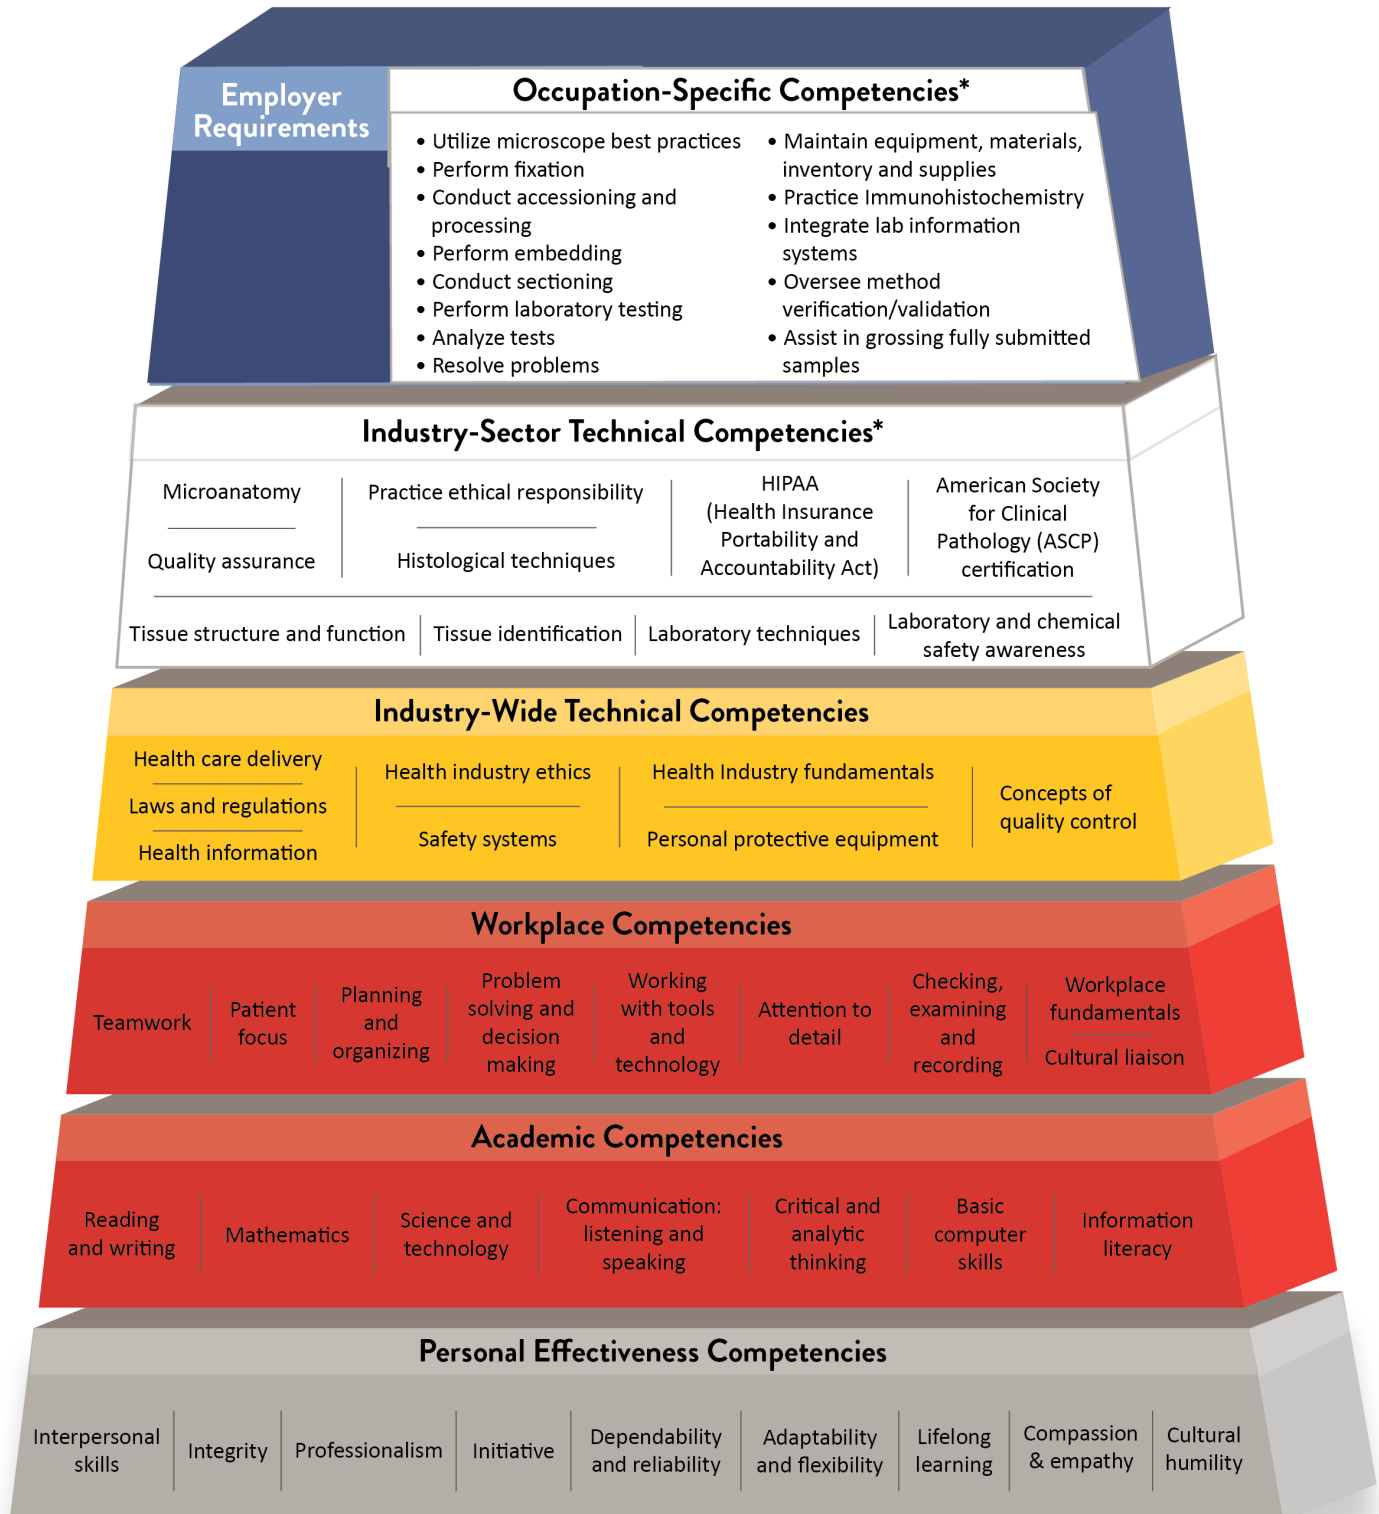 Employer
Requirements
Occupation-Specific Competencies*
• Utilize microscope best practices
• Perform fixation
• Conduct accessioning and
processing
• Perform embedding
• Conduct sectioning
• Perform laboratory testing
• Analyze tests
• Resolve problems
• Maintain equipment, materials,
inventory and supplies
• Practice Immunohistochemistry
• Integrate lab information
systems
• Oversee method
verification/validation
• Assist in grossing fully submitted
samples
Industry-Sector Technical Competencies*
Microanatomy
Quality assurance
Practice ethical responsibility
Histological techniques
HIPAA
(Health Insurance
Portability and
Accountability Act)
American Society
for Clinical
Pathology (ASCP)
certification
Tissue structure and function
Tissue identification
Laboratory techniques
Laboratory and chemical
safety awareness
Industry-Wide Technical Competencies
Health care delivery
Laws and regulations
Health information
Health industry ethics
Safety systems
Health Industry fundamentals
Personal protective equipment
Concepts of
quality control
Workplace Competencies
Teamwork
Patient
focus
Planning
and
organizing
Problem
solving and
decision
making
Working
with tools
and
technology
Attention to
detail
Checking,
examining
and
recording
Workplace
fundamentals
Cultural liaison
Academic Competencies
Reading
and writing
Mathematics
Science and
technology
Communication:
listening and
speaking
Critical and
analytic
thinking
Basic
computer
skills
Information
literacy
Personal Effectiveness Competencies
Interpersonal
skills
Integrity
Professionalism
Initiative
Dependability
and reliability
Adaptability
and flexibility
Lifelong
learning
Compassion
& empathy
Cultural
humility